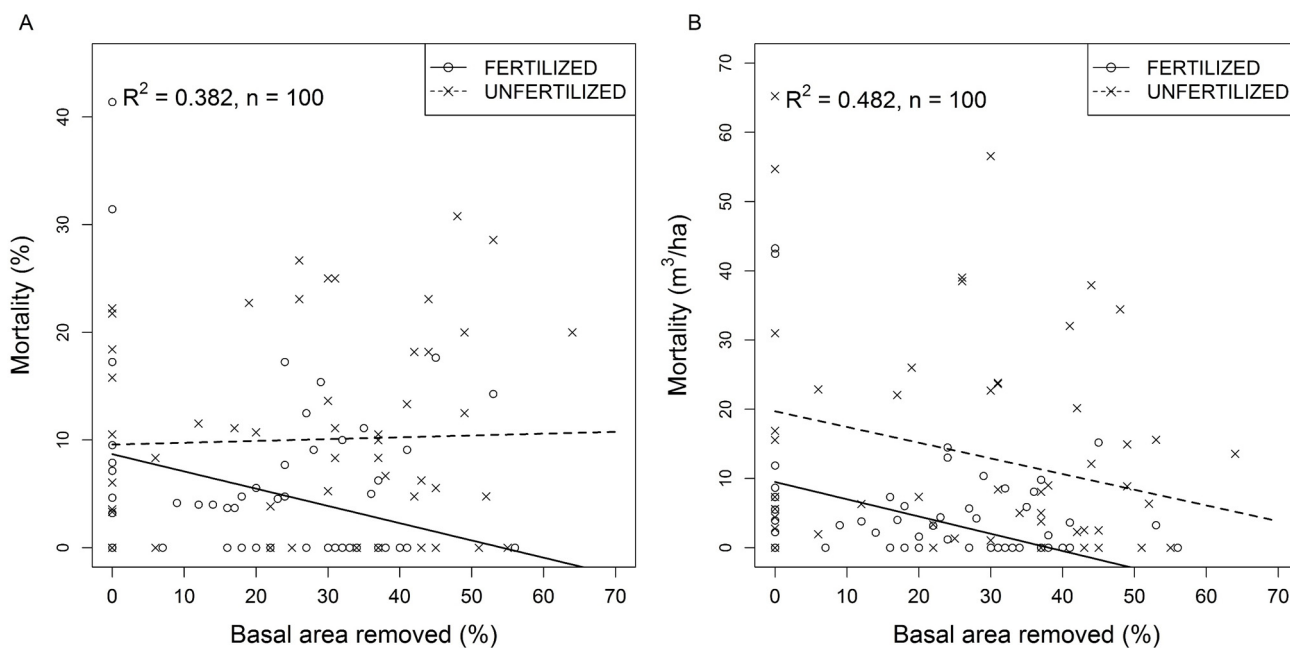 A
Mortality (%)
40
30
20
10
0
R² = 0.382, n = 100
FERTILIZED
UNFERTILIZED
0 10 20 30 40 50 60 70
Basal area removed (%)
B
Mortality (m³/ha)
70
60
50
40
30
20
10
0
R² = 0.482, n = 100
FERTILIZED
UNFERTILIZED
0 10 20 30 40 50 60 70
Basal area removed (%)